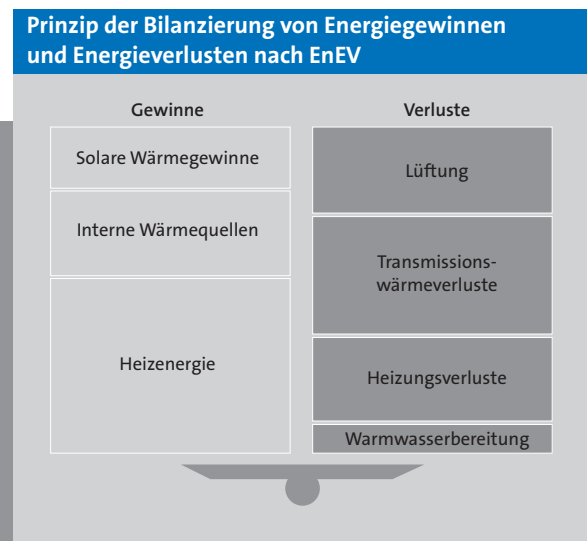 Prinzip der Bilanzierung von Energiegewinnen
und Energieverlusten nach EnEV
Gewinne
Solare Wärmegewinne
Interne Wärmequellen
Heizenergie
Verluste
Lüftung
Transmissions-
wärmeverluste
Heizungsverluste
Warmwasserbereitung